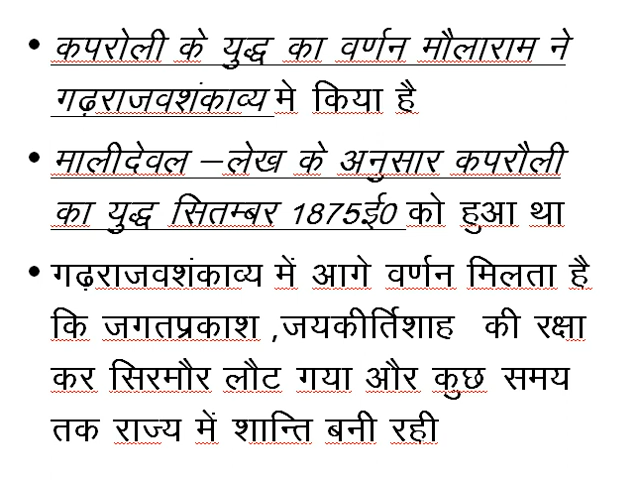 • कपरोली के युद्ध का वर्णन मौलाराम ने
गढ़राजवशंकाव्य मे किया है
• मालीदेवल –लेख के अनुसार कपरौली
का युद्ध सितम्बर 1875ई0 को हुआ था
• गढ़राजवशंकाव्य में आगे वर्णन मिलता है
कि जगतप्रकाश ,जयकीर्तिशाह की रक्षा
कर सिरमौर लौट गया और कुछ समय
तक राज्य में शान्ति बनी रही